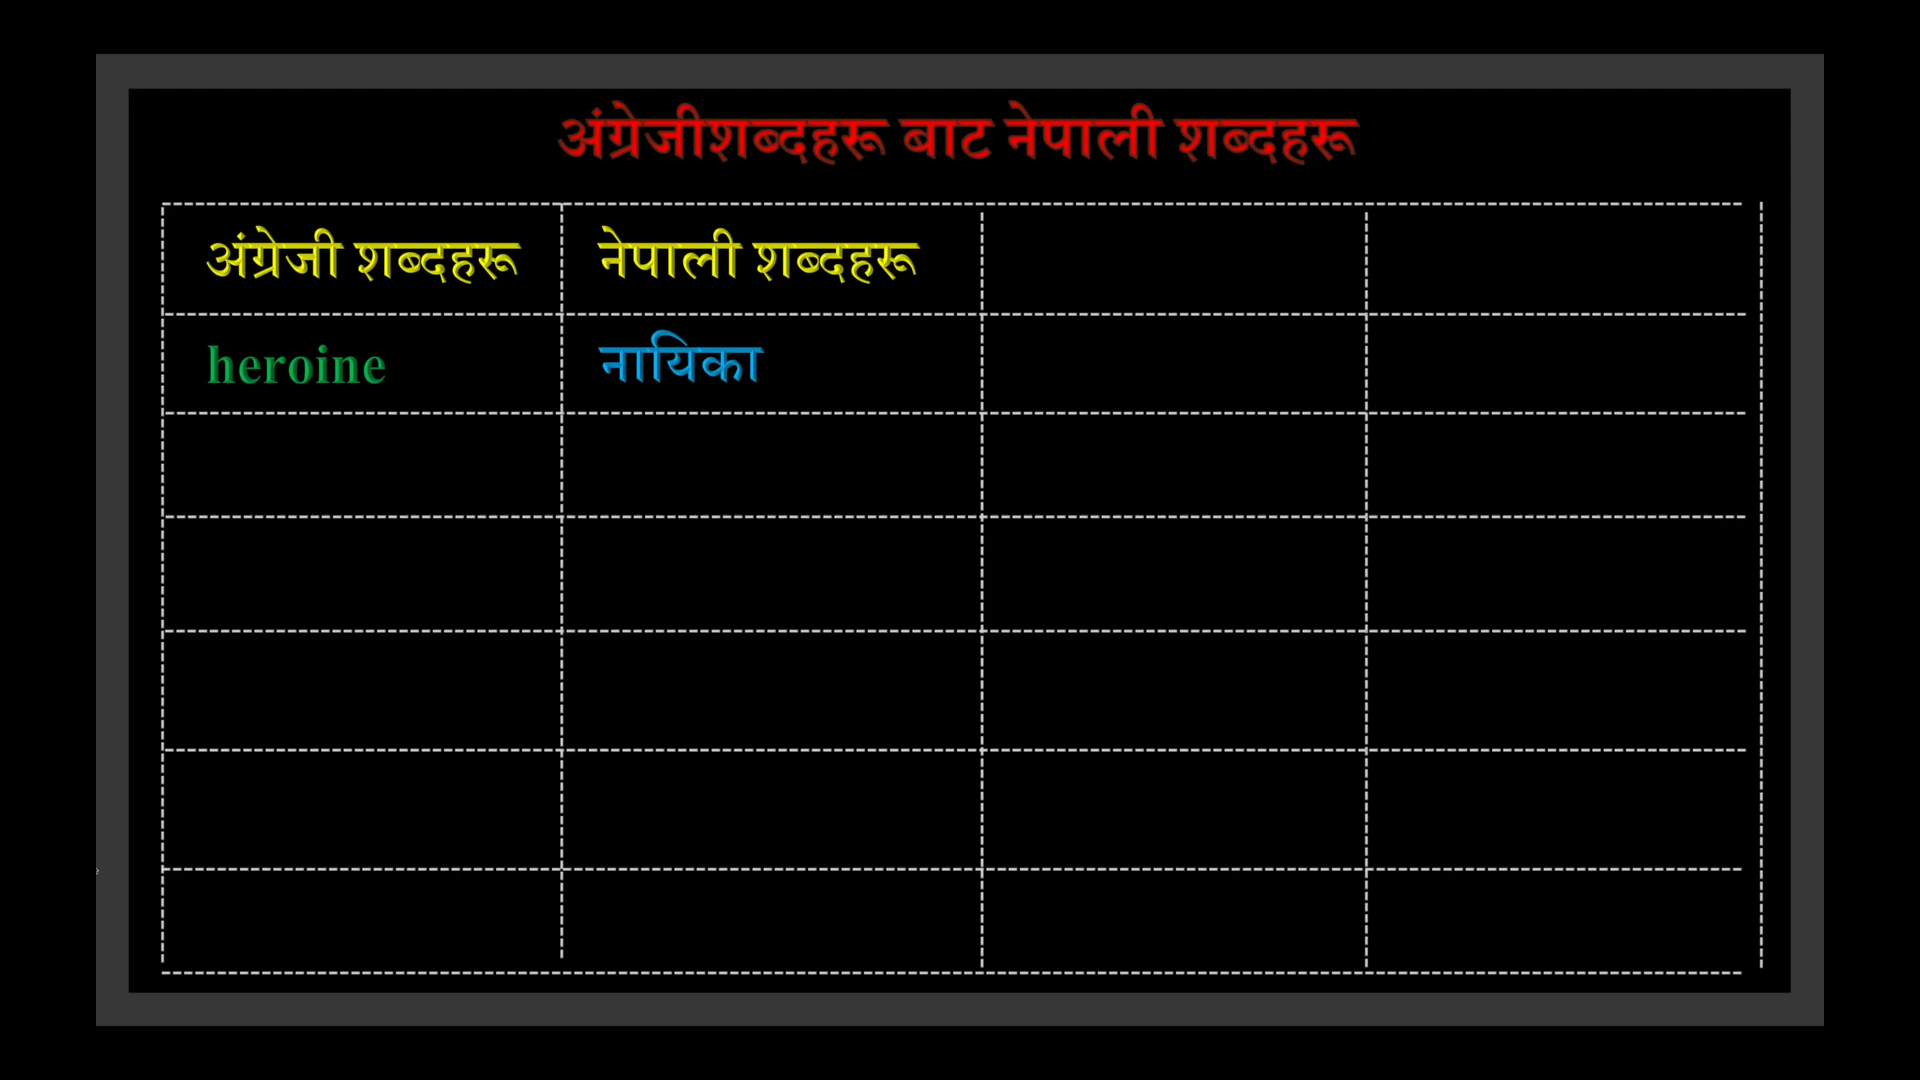 अंग्रेजीशब्दहरू बाट नेपाली शब्दहरू
अंग्रेजी शब्दहरू नेपाली शब्दहरू
heroine नायिका